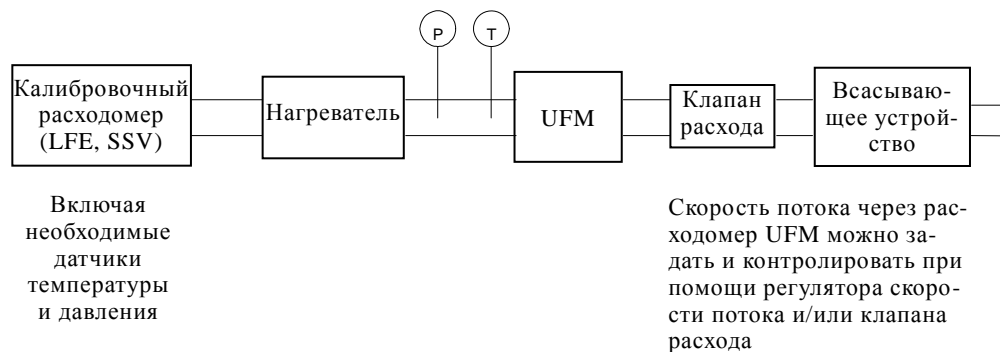 P
T
Калибровочный
расходомер
(LFE, SSV)
Нагреватель
UFM
Клапан
расхода
Всасываю-
щее устрой-
ство
Включая
необходимые
датчики
температуры
и давления
Скорость потока через рас-
ходомер UFM можно за-
дать и контролировать при
помощи регулятора скоро-
сти потока и/или клапана
расхода